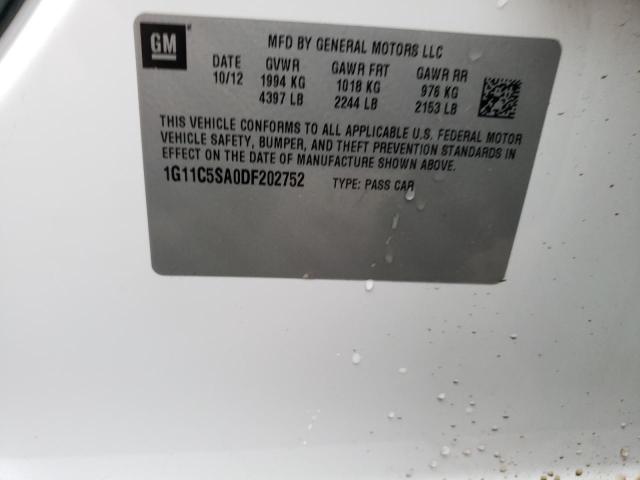 GM
MFD BY GENERAL MOTORS LLC
DATE GVWR GAWR FRT GAWR RR
10/12 1994 KG 1018 KG 976 KG
4397 LB 2244 LB 2153 LB
THIS VEHICLE CONFORMS TO ALL APPLICABLE U.S. FEDERAL MOTOR
VEHICLE SAFETY, BUMPER, AND THEFT PREVENTION STANDARDS IN
EFFECT ON THE DATE OF MANUFACTURE SHOWN ABOVE.
1G11C5SA0DF202752 TYPE: PASS CAR